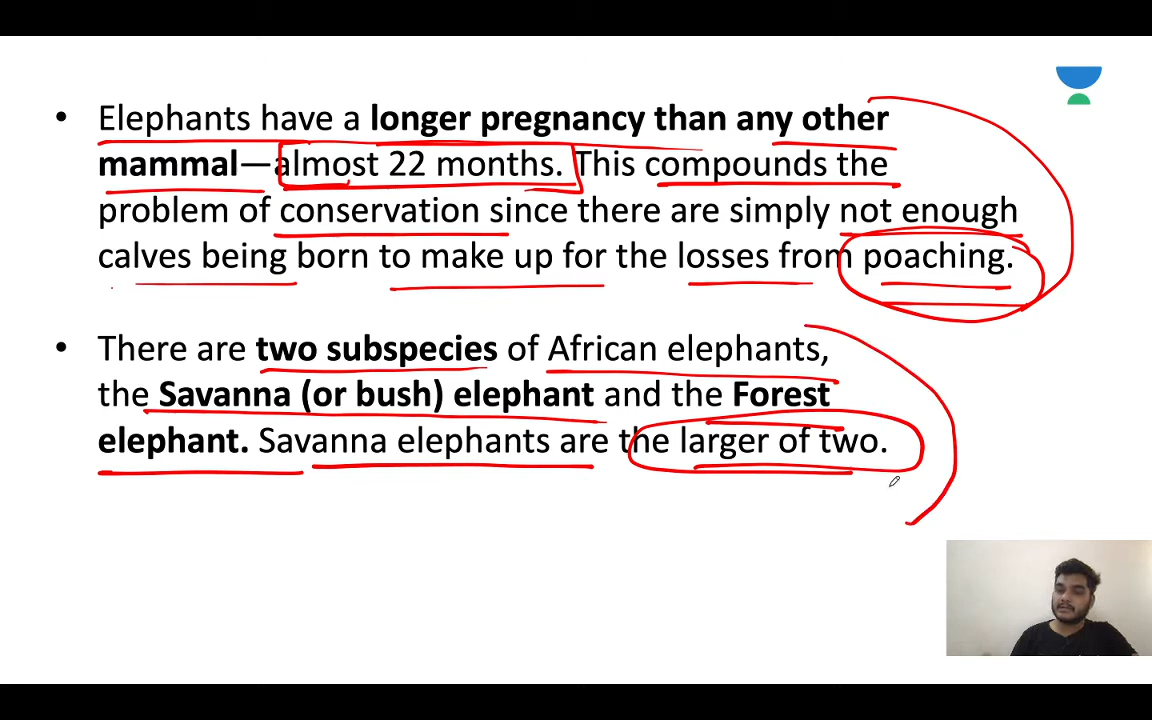 • Elephants have a longer pregnancy than any other
mammal—almost 22 months. This compounds the
problem of conservation since there are simply not enough
calves being born to make up for the losses from poaching.
• There are two subspecies of African elephants,
the Savanna (or bush) elephant and the Forest
elephant. Savanna elephants are the larger of two.